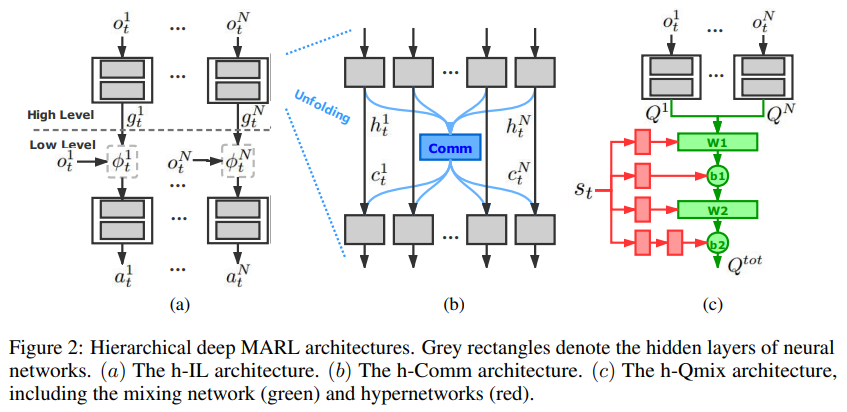 o_t^1 ... o_t^N
High Level
g_t^1 g_t^N
Low Level
o_t^1 ϕ_t^1 o_t^N ϕ_t^N
... ...
...
a_t^1 ... a_t^N
(a)
Unfolding
...
h_t^1 h_t^N
Comm
c_t^1 c_t^N
...
(b)
o_t^1 ... o_t^N
...
Q^1 Q^N
W1
b1
s_t
W2
b2
Q^{tot}
(c)
Figure 2: Hierarchical deep MARL architectures. Grey rectangles denote the hidden layers of neural
networks. (a) The h-IL architecture. (b) The h-Comm architecture. (c) The h-Qmix architecture,
including the mixing network (green) and hypernetworks (red).